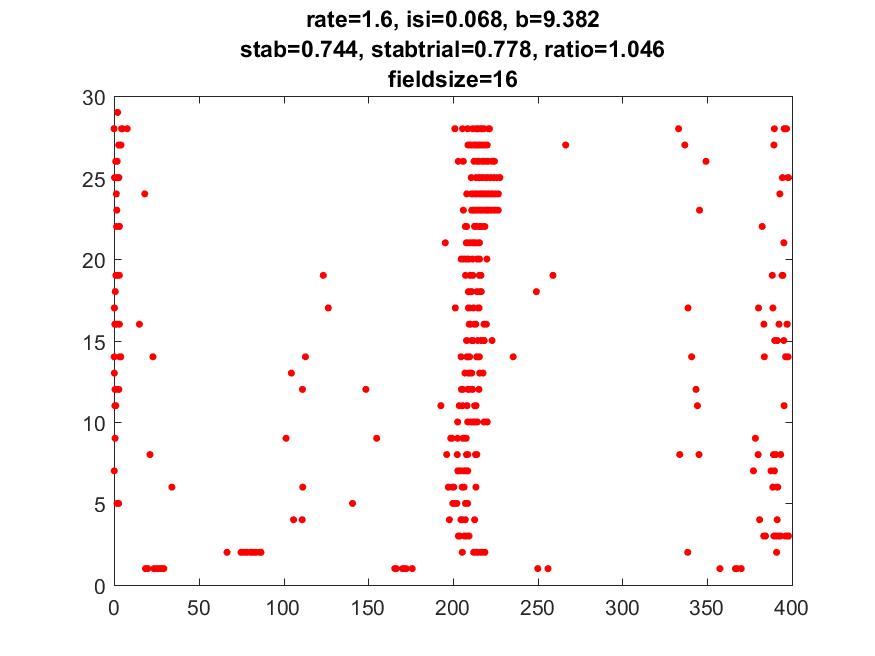 rate=1.6, isi=0.068, b=9.382
stab=0.744, stabtrial=0.778, ratio=1.046
fieldsize=16
30
25
20
15
10
5
0
0 50 100 150 200 250 300 350 400